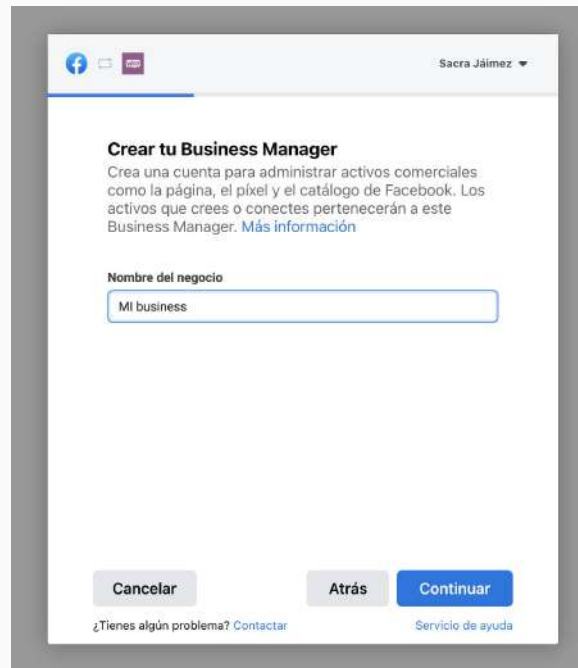 Sacra Jáimez
Crear tu Business Manager
Crea una cuenta para administrar activos comerciales
como la página, el píxel y el catálogo de Facebook. Los
activos que crees o conectes pertenecerán a este
Business Manager. Más información
Nombre del negocio
MI business
Cancelar
Atrás
Continuar
¿Tienes algún problema? Contactar
Servicio de ayuda